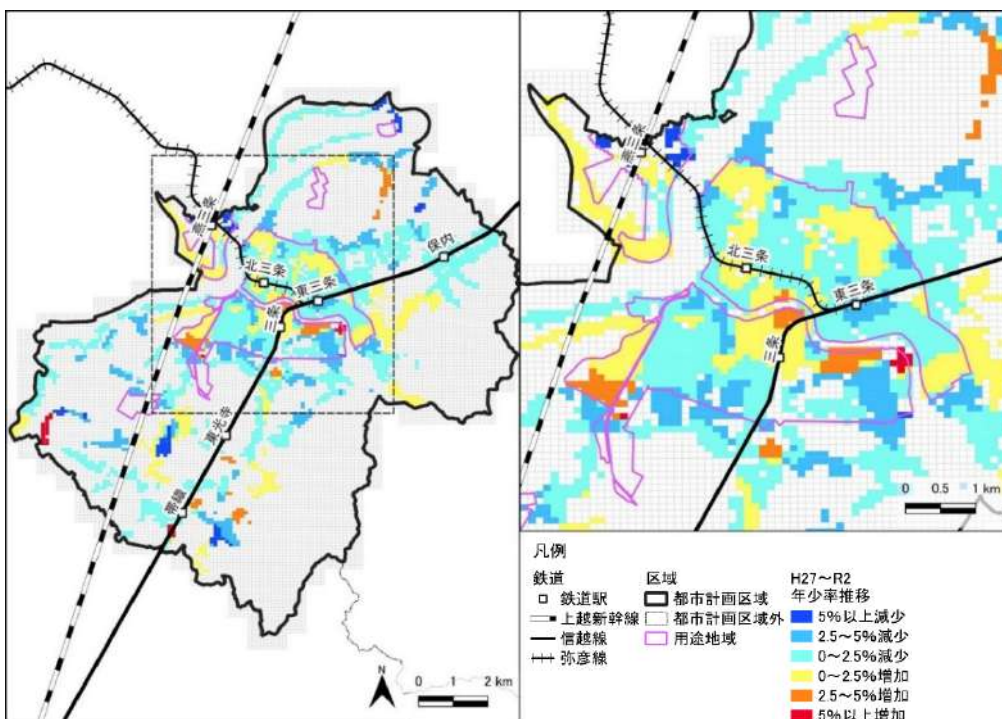 燕三条
北三条
東三条
保内
三条
東光寺
帯織
N
0 1 2 km
燕三条
北三条
東三条
三条
0 0.5 1 km
凡例
鉄道
鉄道駅
上越新幹線
信越線
弥彦線
区域
都市計画区域
都市計画区域外
用途地域
H27～R2
年少率推移
5%以上減少
2.5～5%減少
0～2.5%減少
0～2.5%増加
2.5～5%増加
5%以上増加